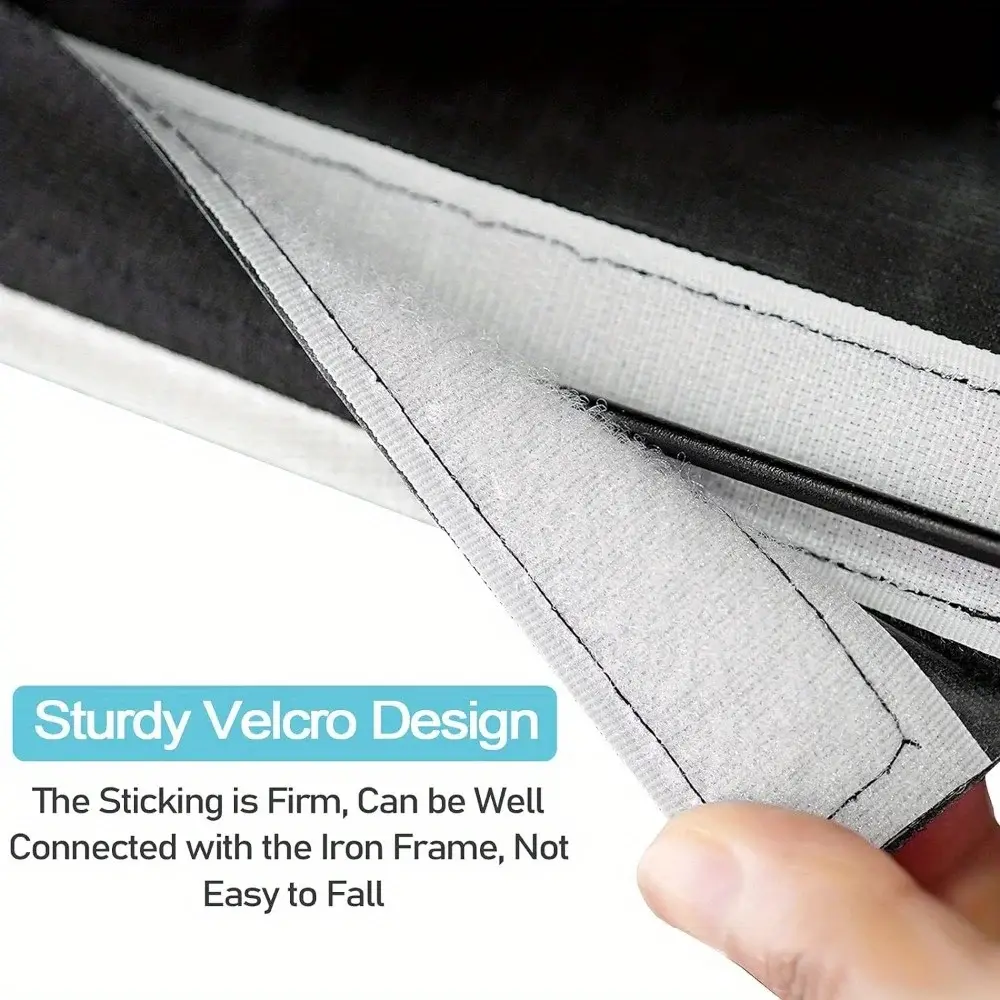 Sturdy Velcro Design
The Sticking is Firm, Can be Well
Connected with the Iron Frame, Not
Easy to Fall